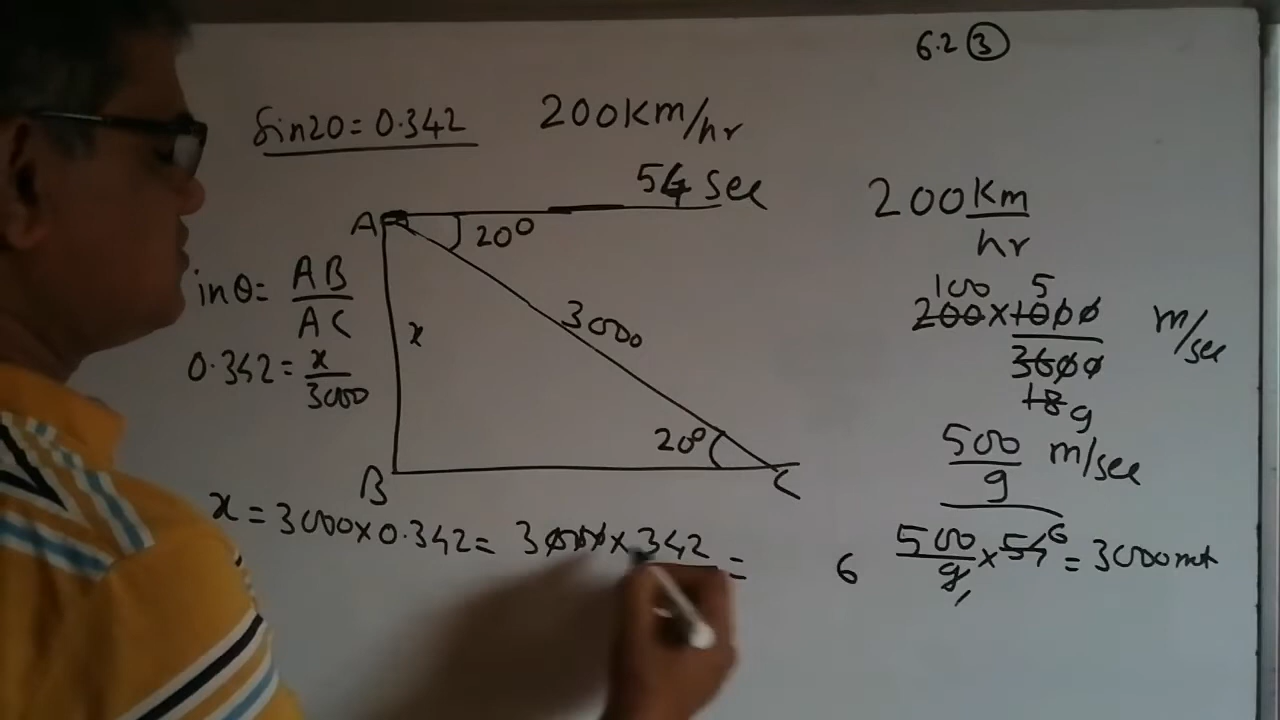 6.2 ③
Sin20 = 0.342
200 Km/hr
54 Sec
A
20°
inθ = AB/AC
x
3000
0.342 = x/3000
20°
B
C
x = 3000 x 0.342 = 3000 x 342 =
200 Km/hr
100 5
200 x 1000 m/sec
3600
18 9
500/9 m/sec
6
500/9 x 54 6 = 3000 mt